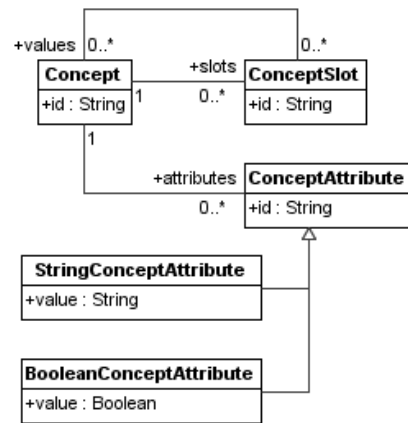 +values 0..* 0..*
Concept +slots ConceptSlot
+id : String 1 0..* +id : String
1
+attributes ConceptAttribute
0..* +id : String
StringConceptAttribute
+value : String
BooleanConceptAttribute
+value : Boolean